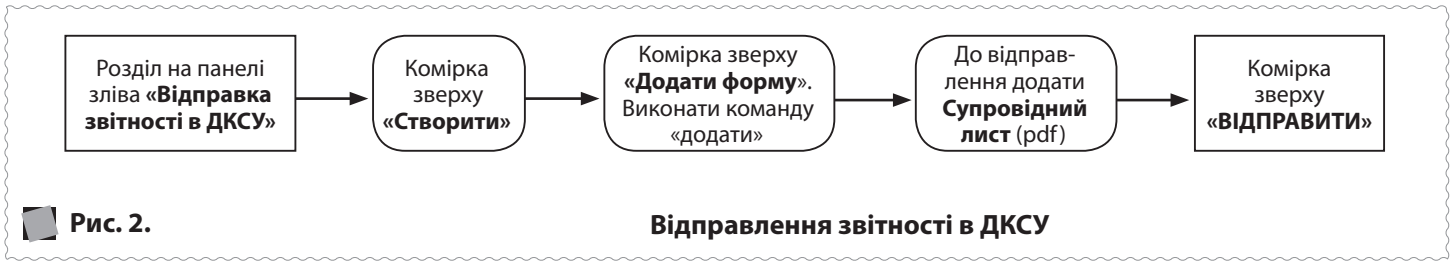 Розділ на панелі
зліва «Відправка
звітності в ДКСУ»
Комірка
зверху
«Створити»
Комірка зверху
«Додати форму».
Виконати команду
«додати»
До відправ-
лення додати
Супровідний
лист (pdf)
Комірка
зверху
«ВІДПРАВИТИ»
Рис. 2.
Відправлення звітності в ДКСУ